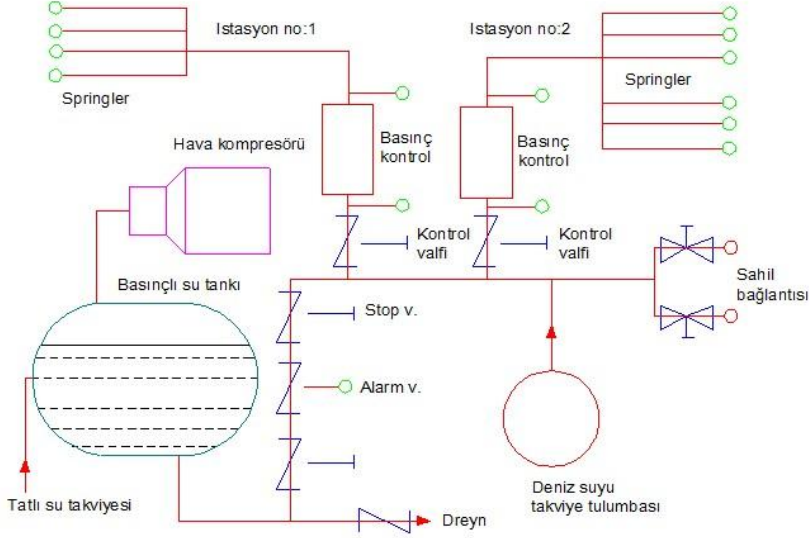 Istasyon no:1
Istasyon no:2
Springler
Springler
Hava kompresörü
Basınç
kontrol
Basınç
kontrol
Kontrol
valfi
Kontrol
valfi
Sahil
bağlantısı
Basınçlı su tankı
Stop v.
Alarm v.
Deniz suyu
takviye tulumbası
Tatlı su takviyesi
Dreyn